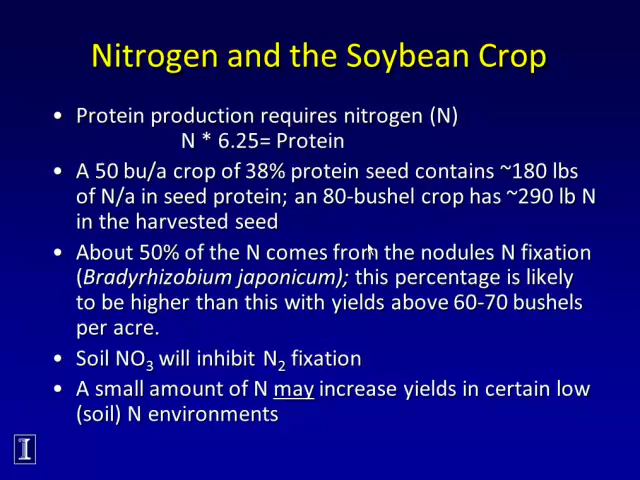 Nitrogen and the Soybean Crop
• Protein production requires nitrogen (N)
N * 6.25= Protein
• A 50 bu/a crop of 38% protein seed contains ~180 lbs
of N/a in seed protein; an 80-bushel crop has ~290 lb N
in the harvested seed
• About 50% of the N comes from the nodules N fixation
(Bradyrhizobium japonicum); this percentage is likely
to be higher than this with yields above 60-70 bushels
per acre.
• Soil NO₃ will inhibit N₂ fixation
• A small amount of N may increase yields in certain low
(soil) N environments
I